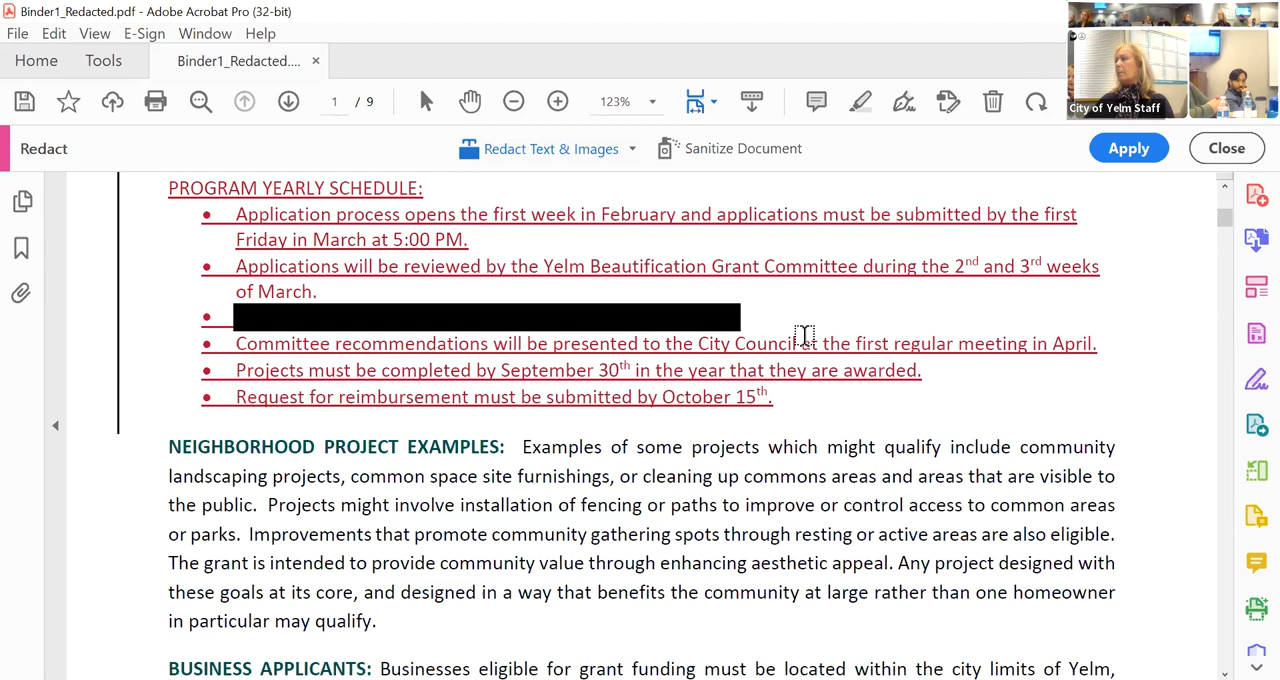 Binder1_Redacted.pdf - Adobe Acrobat Pro (32-bit)
File Edit View E-Sign Window Help
Home Tools Binder1_Redacted.... ×
1 / 9 123%
City of Yelm Staff
Redact Redact Text & Images Sanitize Document Apply Close
PROGRAM YEARLY SCHEDULE:
• Application process opens the first week in February and applications must be submitted by the first
Friday in March at 5:00 PM.
• Applications will be reviewed by the Yelm Beautification Grant Committee during the 2nd and 3rd weeks
of March.
•
• Committee recommendations will be presented to the City Council at the first regular meeting in April.
• Projects must be completed by September 30th in the year that they are awarded.
• Request for reimbursement must be submitted by October 15th.
NEIGHBORHOOD PROJECT EXAMPLES: Examples of some projects which might qualify include community
landscaping projects, common space site furnishings, or cleaning up commons areas and areas that are visible to
the public. Projects might involve installation of fencing or paths to improve or control access to common areas
or parks. Improvements that promote community gathering spots through resting or active areas are also eligible.
The grant is intended to provide community value through enhancing aesthetic appeal. Any project designed with
these goals at its core, and designed in a way that benefits the community at large rather than one homeowner
in particular may qualify.
BUSINESS APPLICANTS: Businesses eligible for grant funding must be located within the city limits of Yelm,